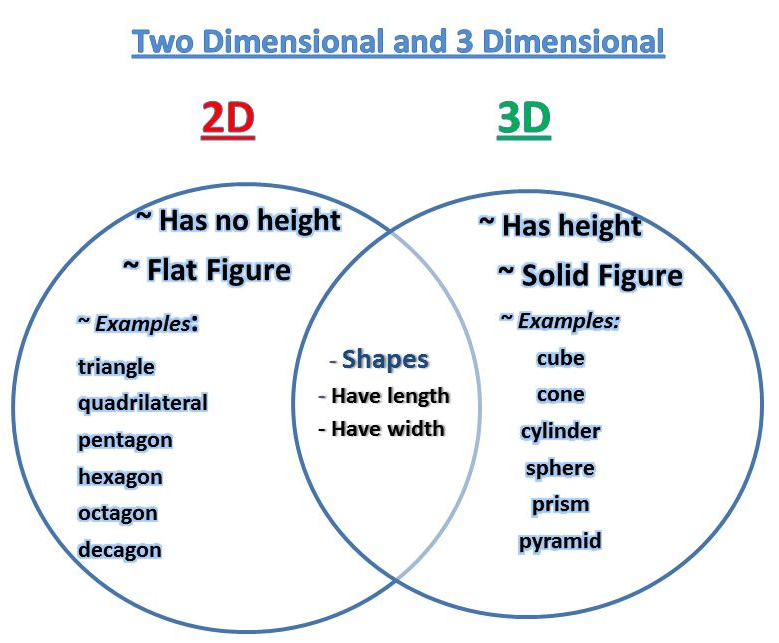 Two Dimensional and 3 Dimensional
2D
~ Has no height
~ Flat Figure
~ Examples:
triangle
quadrilateral
pentagon
hexagon
octagon
decagon
- Shapes
- Have length
- Have width
3D
~ Has height
~ Solid Figure
~ Examples:
cube
cone
cylinder
sphere
prism
pyramid